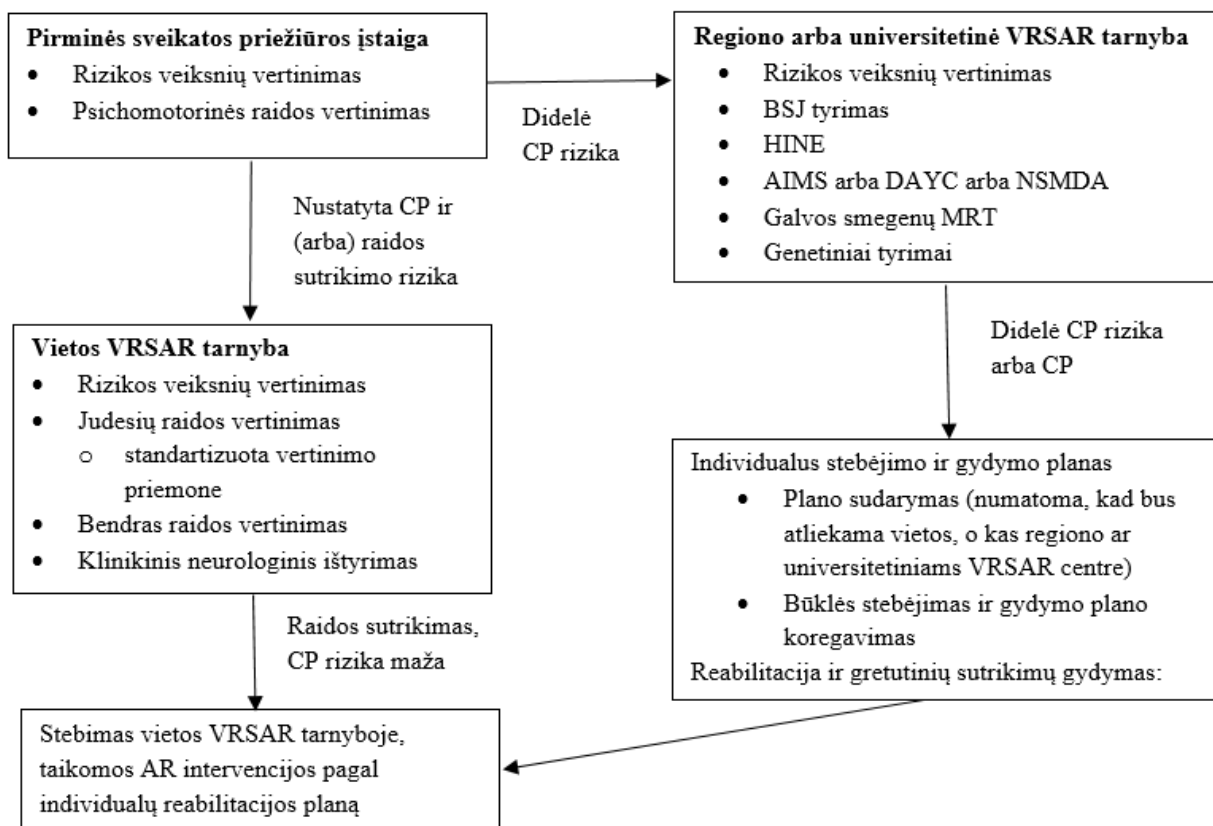 Pirminės sveikatos priežiūros įstaiga
• Rizikos veiksnių vertinimas
• Psichomotorinės raidos vertinimas
Didelė
CP rizika
Regiono arba universitetinė VRSAR tarnyba
• Rizikos veiksnių vertinimas
• BSJ tyrimas
• HINE
• AIMS arba DAYC arba NSMDA
• Galvos smegenų MRT
• Genetiniai tyrimai
Nustatyta CP ir
(arba) raidos
sutrikimo rizika
Didelė CP rizika
arba CP
Vietos VRSAR tarnyba
• Rizikos veiksnių vertinimas
• Judesių raidos vertinimas
o standartizuota vertinimo
priemone
• Bendras raidos vertinimas
• Klinikinis neurologinis ištyrimas
Individualus stebėjimo ir gydymo planas
• Plano sudarymas (numatoma, kad bus
atliekama vietos, o kas regiono ar
universitetiniams VRSAR centre)
• Būklės stebėjimas ir gydymo plano
koregavimas
Reabilitacija ir gretutinių sutrikimų gydymas:
Raidos sutrikimas,
CP rizika maža
Stebimas vietos VRSAR tarnyboje,
taikomos AR intervencijos pagal
individualų reabilitacijos planą